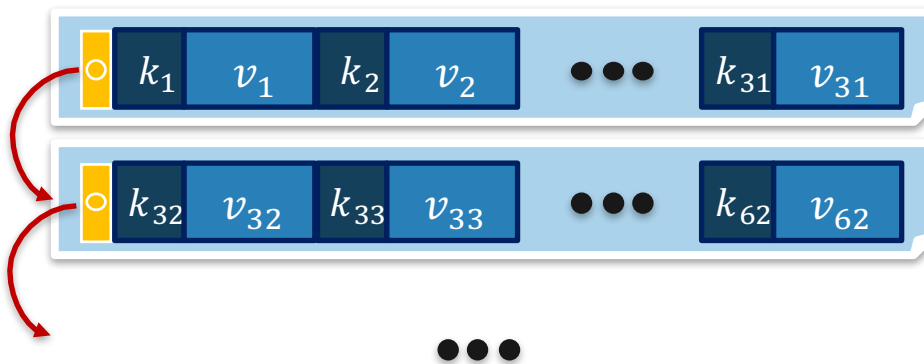 k₁ v₁ k₂ v₂ ••• k₃₁ v₃₁
k₃₂ v₃₂ k₃₃ v₃₃ ••• k₆₂ v₆₂
•••